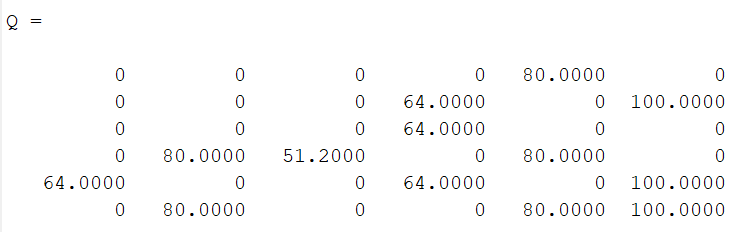 Q =
0 0 0 0 80.0000 0
0 0 0 64.0000 0 100.0000
0 0 0 64.0000 0 0
0 80.0000 51.2000 0 80.0000 0
64.0000 0 0 64.0000 0 100.0000
0 80.0000 0 0 80.0000 100.0000